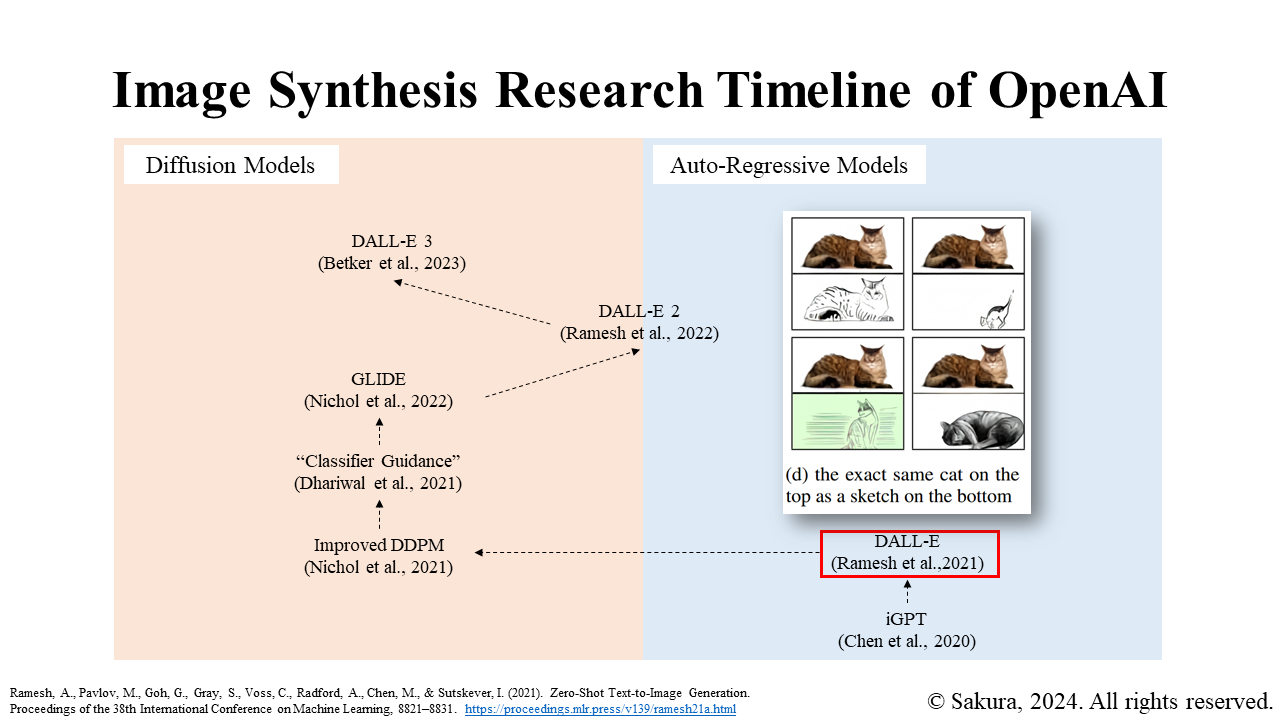 Image Synthesis Research Timeline of OpenAI
Diffusion Models
Auto-Regressive Models
DALL-E 3
(Betker et al., 2023)
DALL-E 2
(Ramesh et al., 2022)
GLIDE
(Nichol et al., 2022)
“Classifier Guidance”
(Dhariwal et al., 2021)
Improved DDPM
(Nichol et al., 2021)
(d) the exact same cat on the
top as a sketch on the bottom
DALL-E
(Ramesh et al.,2021)
iGPT
(Chen et al., 2020)
Ramesh, A., Pavlov, M., Goh, G., Gray, S., Voss, C., Radford, A., Chen, M., & Sutskever, I. (2021). Zero-Shot Text-to-Image Generation.
Proceedings of the 38th International Conference on Machine Learning, 8821–8831. https://proceedings.mlr.press/v139/ramesh21a.html
© Sakura, 2024. All rights reserved.